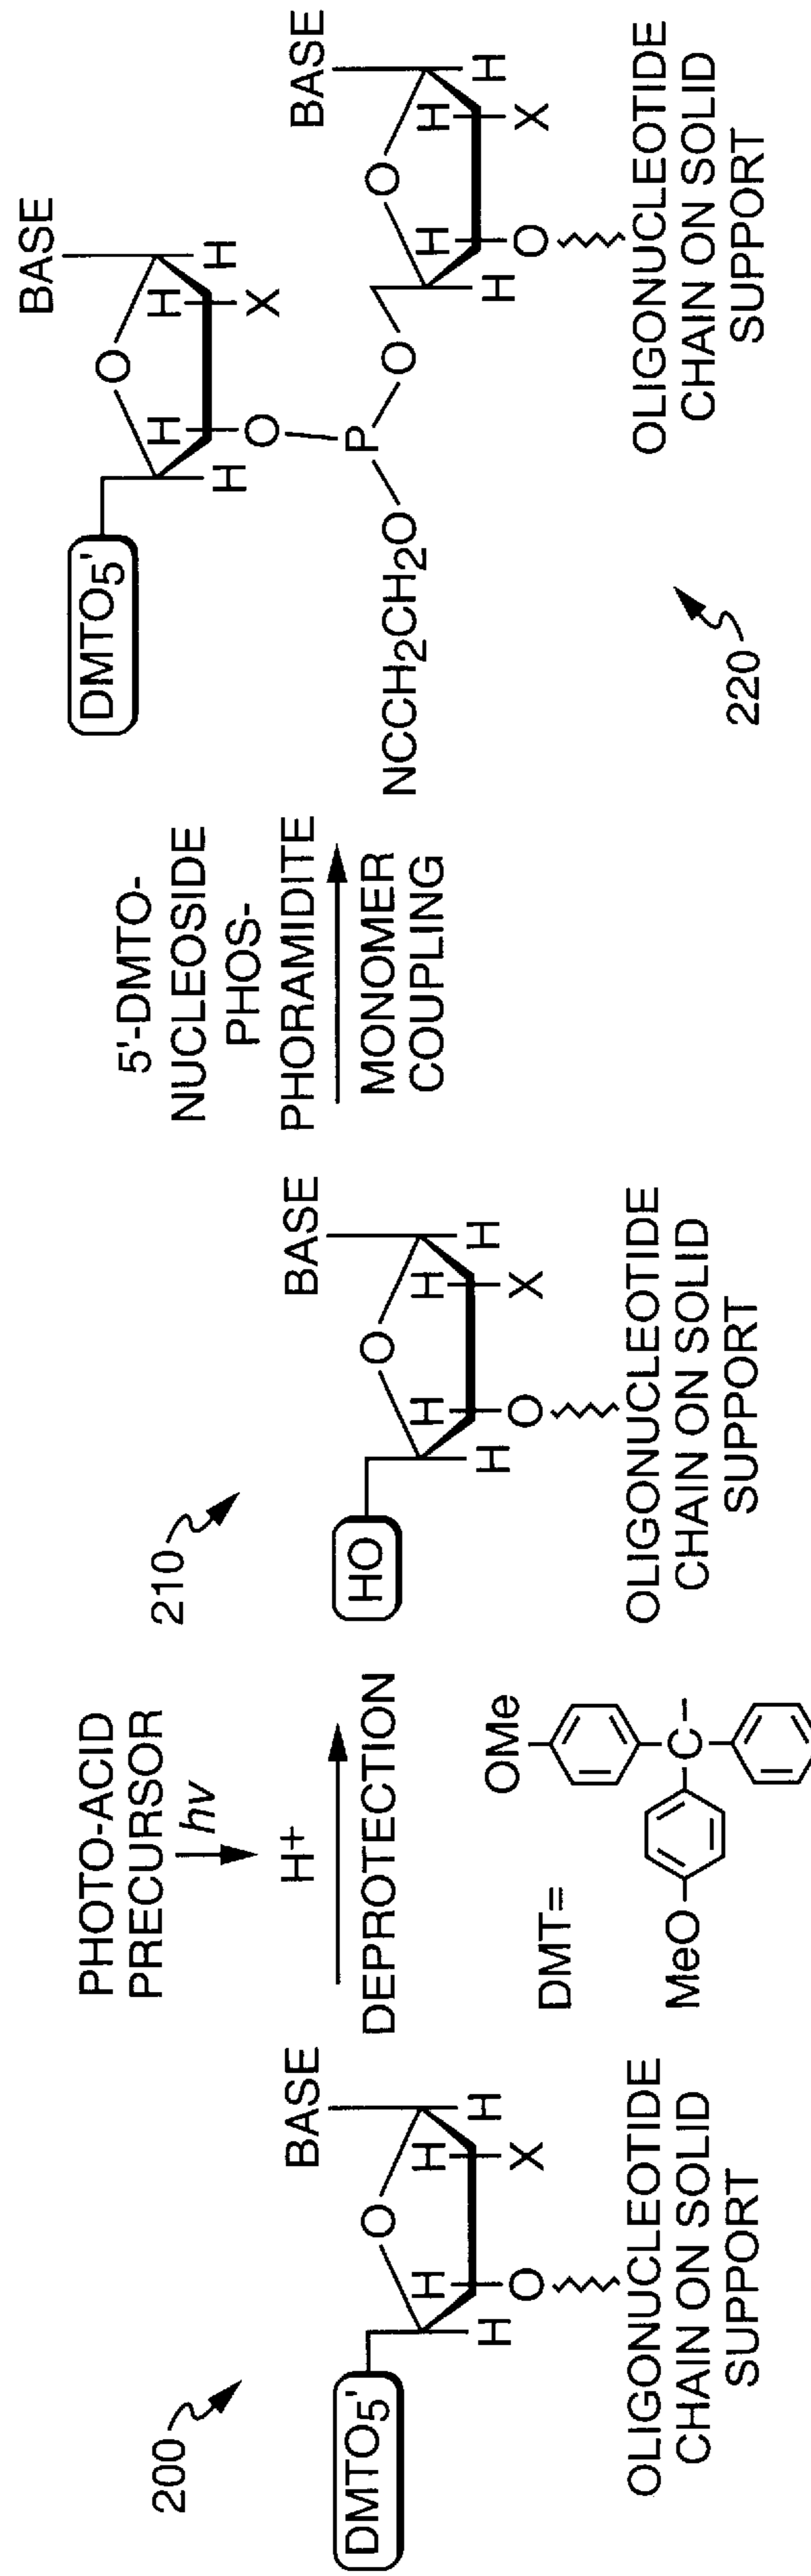 200
DMTO5'
O
BASE
H
H
H
X
H
O
OLIGONUCLEOTIDE
CHAIN ON SOLID
SUPPORT
PHOTO-ACID
PRECURSOR
hν
H+
DEPROTECTION
DMT=
MeO
OMe
C
210
HO
O
BASE
H
H
H
X
H
O
OLIGONUCLEOTIDE
CHAIN ON SOLID
SUPPORT
5'-DMTO-
NUCLEOSIDE
PHOS-
PHORAMIDITE
MONOMER
COUPLING
DMTO5'
O
BASE
H
H
H
X
H
O
P
O
NCCH2CH2O
O
BASE
H
H
H
X
H
O
OLIGONUCLEOTIDE
CHAIN ON SOLID
SUPPORT
220